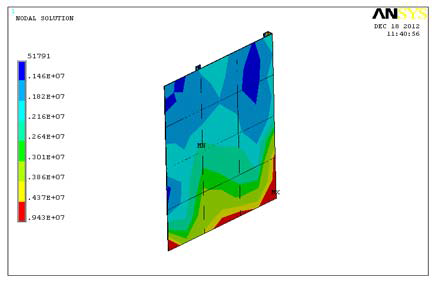 1
NODAL SOLUTION
ANSYS
DEC 18 2012
11:40:56
51791
.146E+07
.182E+07
.216E+07
.264E+07
.301E+07
.386E+07
.437E+07
.943E+07
MN
MX